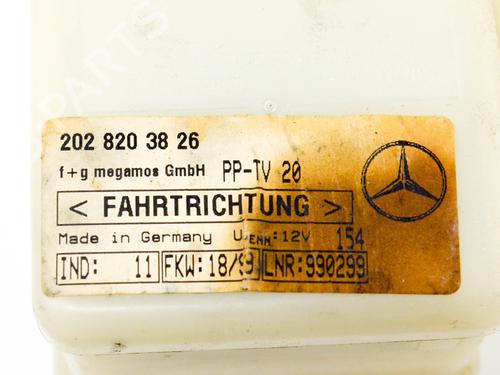 202 820 38 26
f+g megamos GmbH PP-TV 20
< FAHRTRICHTUNG >
Made in Germany UENN:12V 154
IND: 11 FKW:18/99 LNR:990299